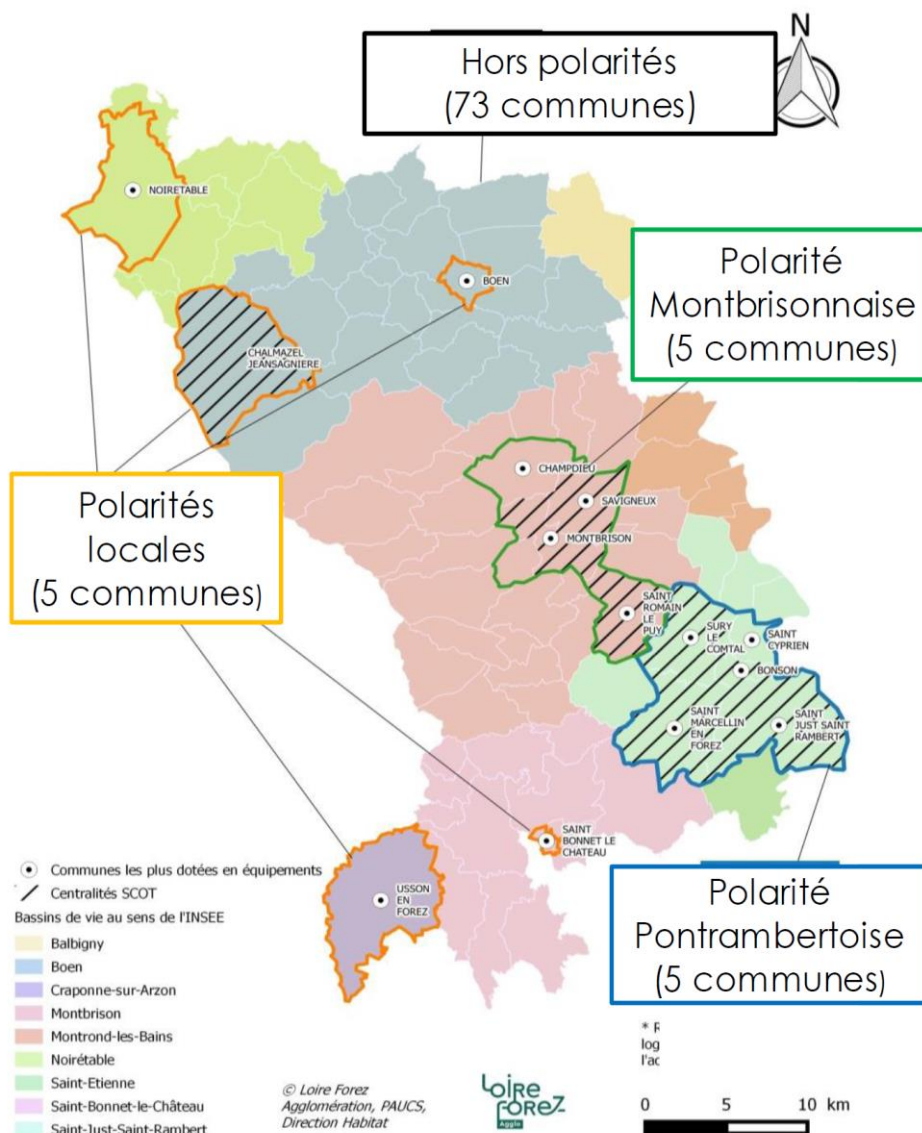 Hors polarités
(73 communes)
N
NOIRETABLE
BOEN
Polarité
Montbrisonnaise
(5 communes)
CHALMAZEL
JEANSAGNIERE
CHAMPDIEU
SAVIGNEUX
MONTBRISON
Polarités
locales
(5 communes)
SAINT
ROMAIN
LE
PUY
SURY
LE
COMTAL
SAINT
CYPRIEN
BONSON
SAINT
MARCELLIN
EN
FOREZ
SAINT
JUST SAINT
RAMBERT
SAINT
BONNET LE
CHATEAU
USSON
EN
FOREZ
Polarité
Pontrambertoise
(5 communes)
Communes les plus dotées en équipements
Centralités SCOT
Bassins de vie au sens de l'INSEE
Balbigny
Boen
Craponne-sur-Arzon
Montbrison
Montrond-les-Bains
Noirétable
Saint-Etienne
Saint-Bonnet-le-Château
Saint-Just-Saint-Rambert
© Loire Forez
Agglomération, PAUCS,
Direction Habitat
Loire
Forez
Agglo
*
log
l'ac
0 5 10 km